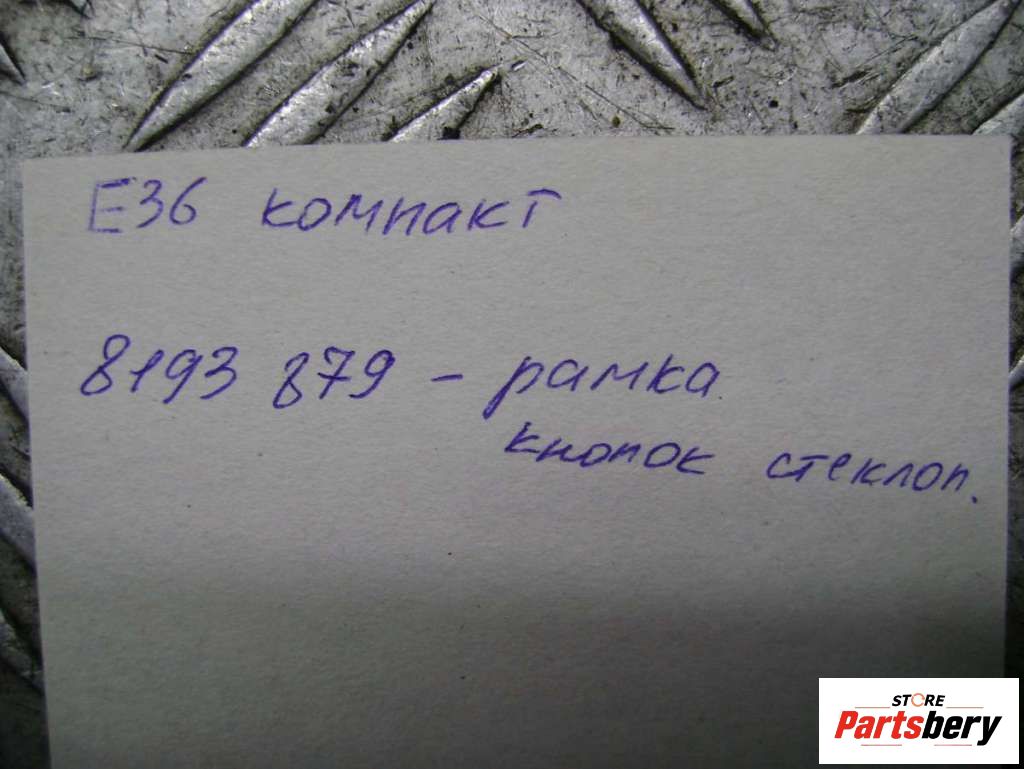 E36 компакт
8193 879 - рамка
кнопок стеклоп.
STORE
Partsbery